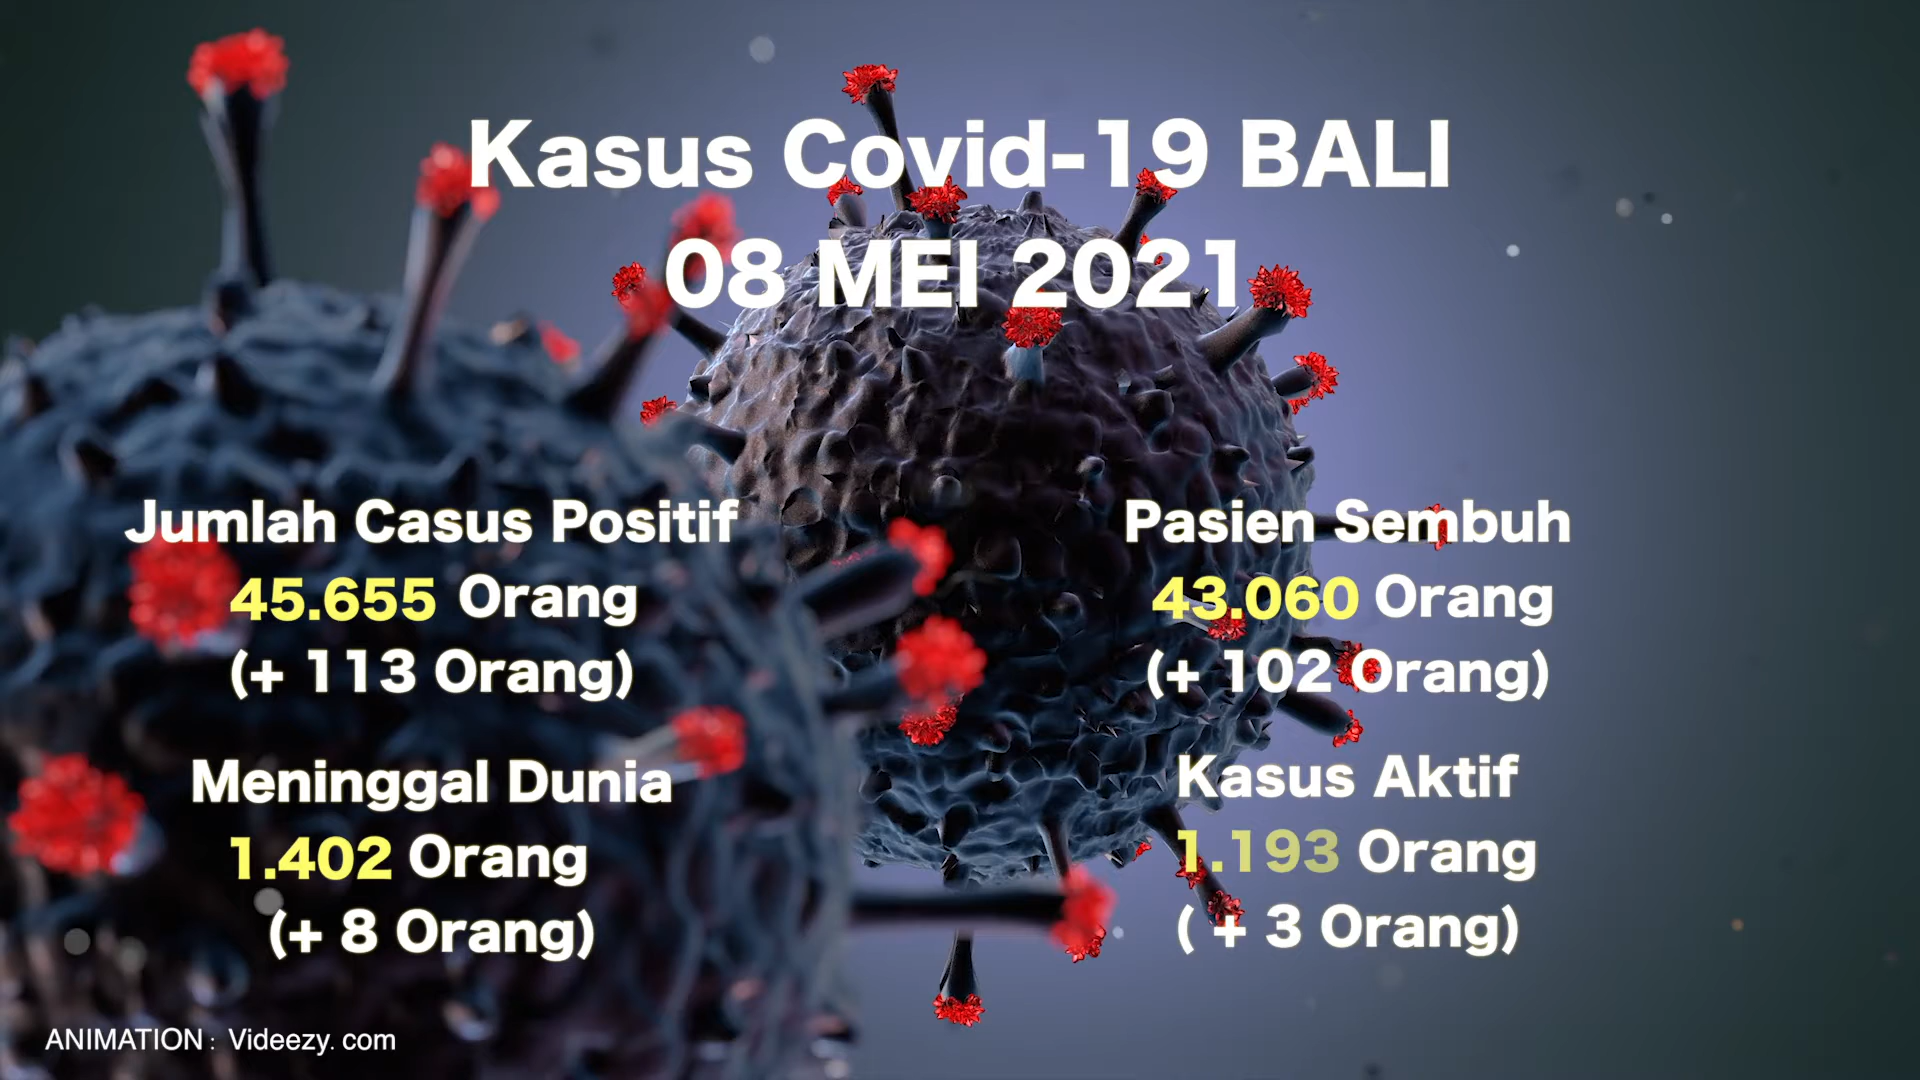 Kasus Covid-19 BALI
08 MEI 2021
Jumlah Casus Positif
45.655 Orang
(+ 113 Orang)
Pasien Sembuh
43.060 Orang
(+ 102 Orang)
Meninggal Dunia
1.402 Orang
(+ 8 Orang)
Kasus Aktif
1.193 Orang
( + 3 Orang)
ANIMATION : Videezy. com